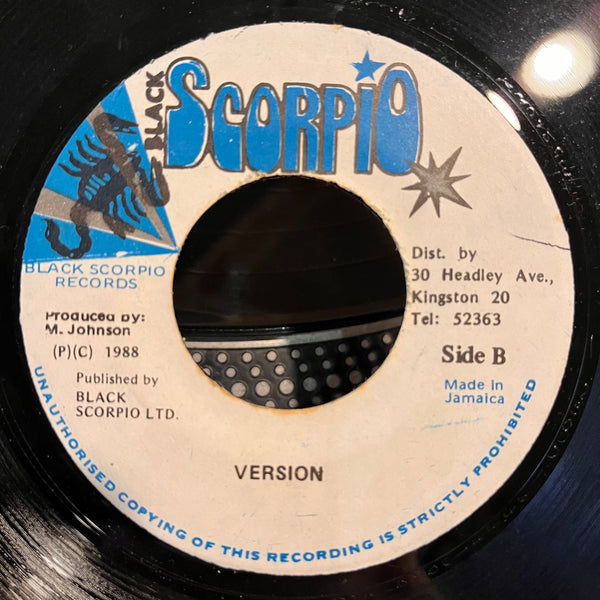 BLACK
SCORPIO
BLACK SCORPIO
RECORDS
Produced by:
M. Johnson
(P)(C) 1988
Published by
BLACK
SCORPIO LTD.
Dist. by
30 Headley Ave.,
Kingston 20
Tel: 52363
Side B
Made in
Jamaica
VERSION
UNAUTHORISED COPYING OF THIS RECORDING IS STRICTLY PROHIBITED